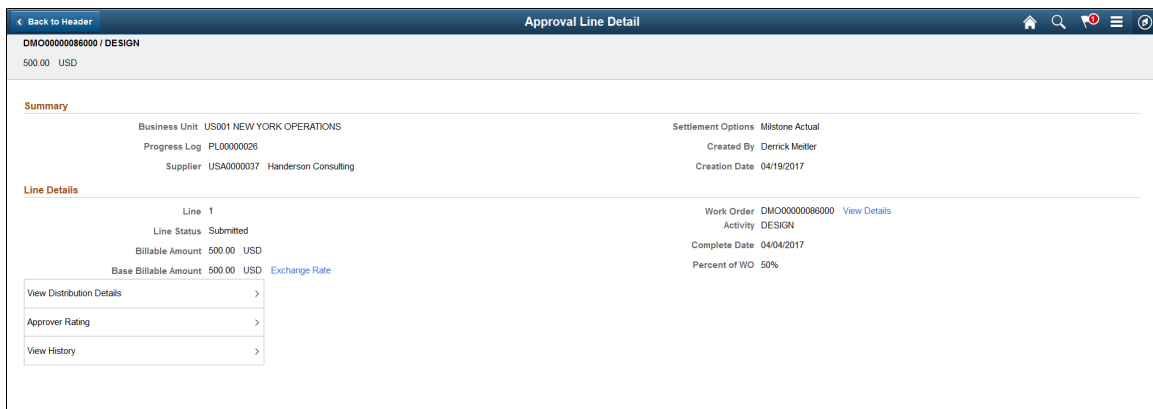 Back to Header
Approval Line Detail
1
DMO00000086000 / DESIGN
500.00 USD
Summary
Business Unit US001 NEW YORK OPERATIONS
Settlement Options Milstone Actual
Progress Log PL00000026
Created By Derrick Meitler
Supplier USA0000037 Handerson Consulting
Creation Date 04/19/2017
Line Details
Line 1
Work Order DMO00000086000 View Details
Line Status Submitted
Activity DESIGN
Billable Amount 500.00 USD
Complete Date 04/04/2017
Base Billable Amount 500.00 USD Exchange Rate
Percent of WO 50%
View Distribution Details
Approver Rating
View History